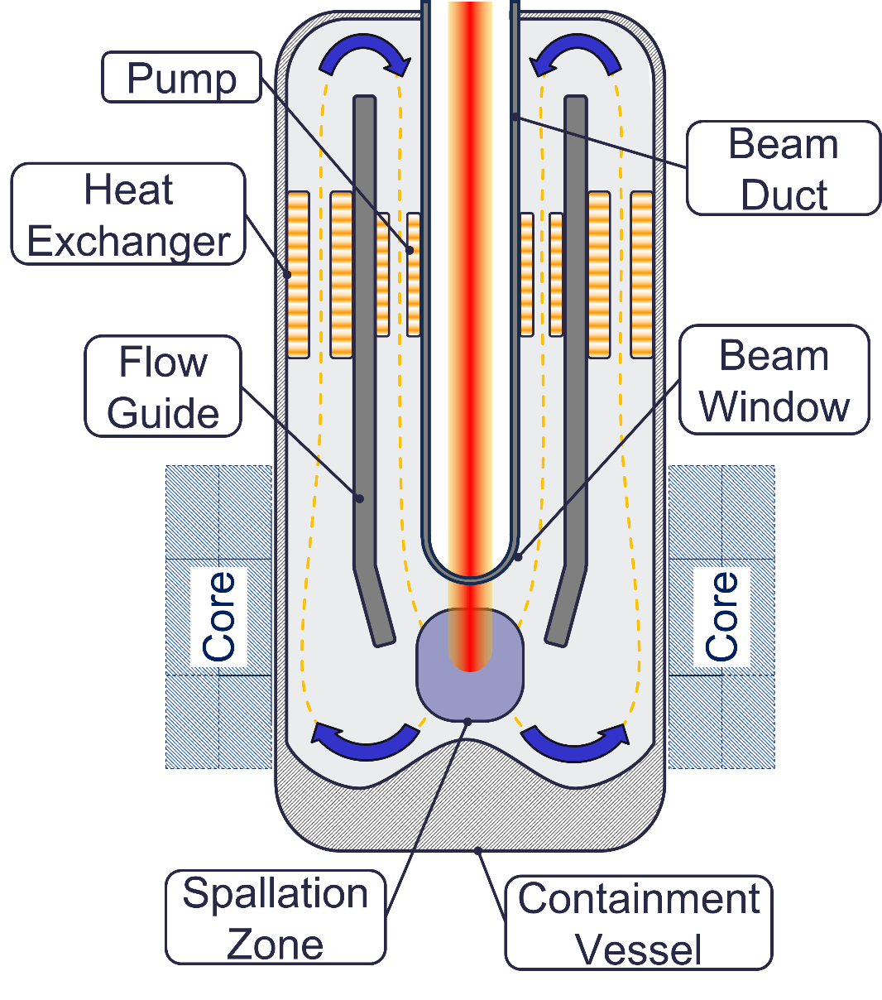 Pump
Beam
Duct
Heat
Exchanger
Flow
Guide
Beam
Window
Core
Core
Spallation
Zone
Containment
Vessel